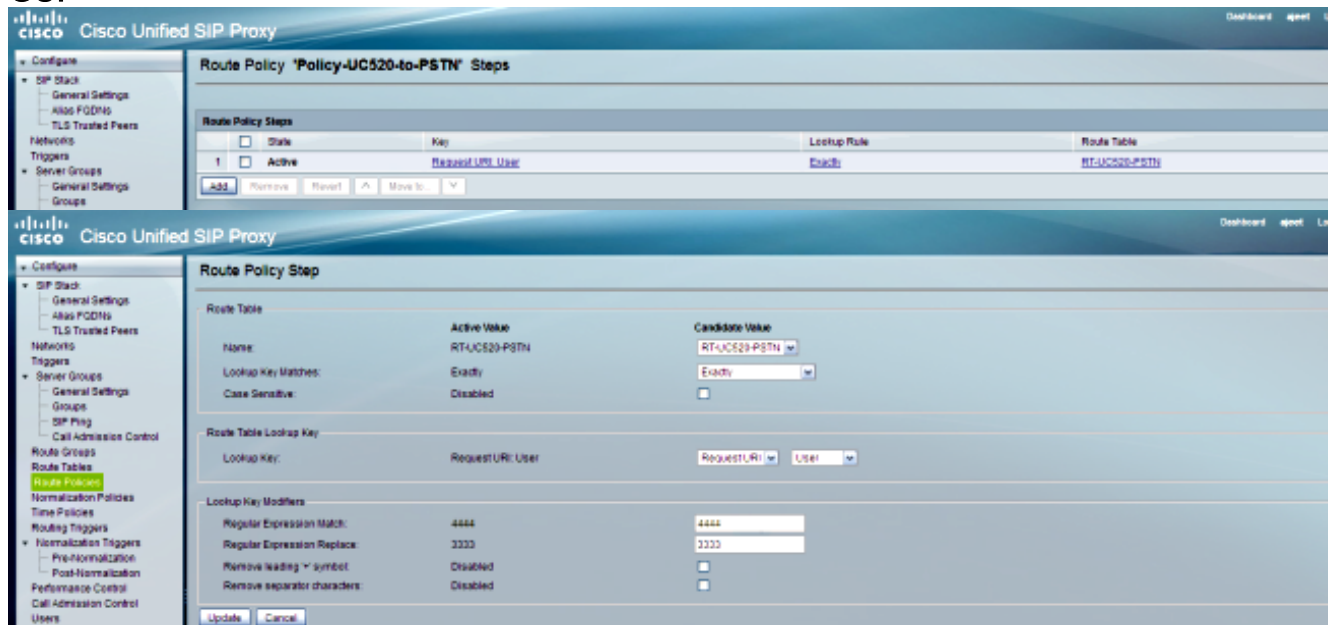 cisco Cisco Unified SIP Proxy
Dashboard ajeet
Configure
SIP Stack
General Settings
Alias FQDNs
TLS Trusted Peers
Networks
Triggers
Server Groups
General Settings
Groups
Route Policy 'Policy-UC520-to-PSTN' Steps
Route Policy Steps
State Key Lookup Rule Route Table
1 Active Request URI: User Exactly RT-UC520-PSTN
Add Remove Revert Move to...
cisco Cisco Unified SIP Proxy
Dashboard ajeet
Configure
SIP Stack
General Settings
Alias FQDNs
TLS Trusted Peers
Networks
Triggers
Server Groups
General Settings
Groups
SIP Ping
Call Admission Control
Route Groups
Route Tables
Route Policies
Normalization Policies
Time Policies
Routing Triggers
Normalization Triggers
Pre-Normalization
Post-Normalization
Performance Control
Call Admission Control
Users
Route Policy Step
Route Table
Active Value Candidate Value
Name: RT-UC520-PSTN RT-UC520-PSTN
Lookup Key Matches: Exactly Exactly
Case Sensitive: Disabled
Route Table Lookup Key
Lookup Key: Request URI: User Request URI User
Lookup Key Modifiers
Regular Expression Match: 4444 4444
Regular Expression Replace: 3333 3333
Remove leading '+' symbol: Disabled
Remove separator characters: Disabled
Update Cancel